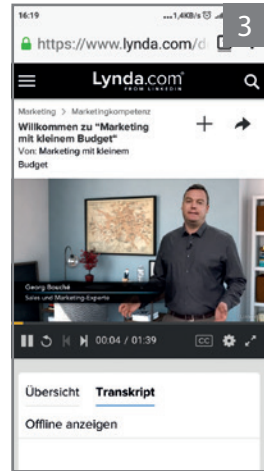 16:19 ...1,4KB/s
3
https://www.lynda.com/d
Lynda.com
FROM LINKEDIN
Marketing > Marketingkompetenz
Willkommen zu "Marketing
mit kleinem Budget"
Von: Marketing mit kleinem
Budget
Georg Bouché
Sales und Marketing-Experte
00:04 / 01:39 CC
Übersicht Transkript
Offline anzeigen